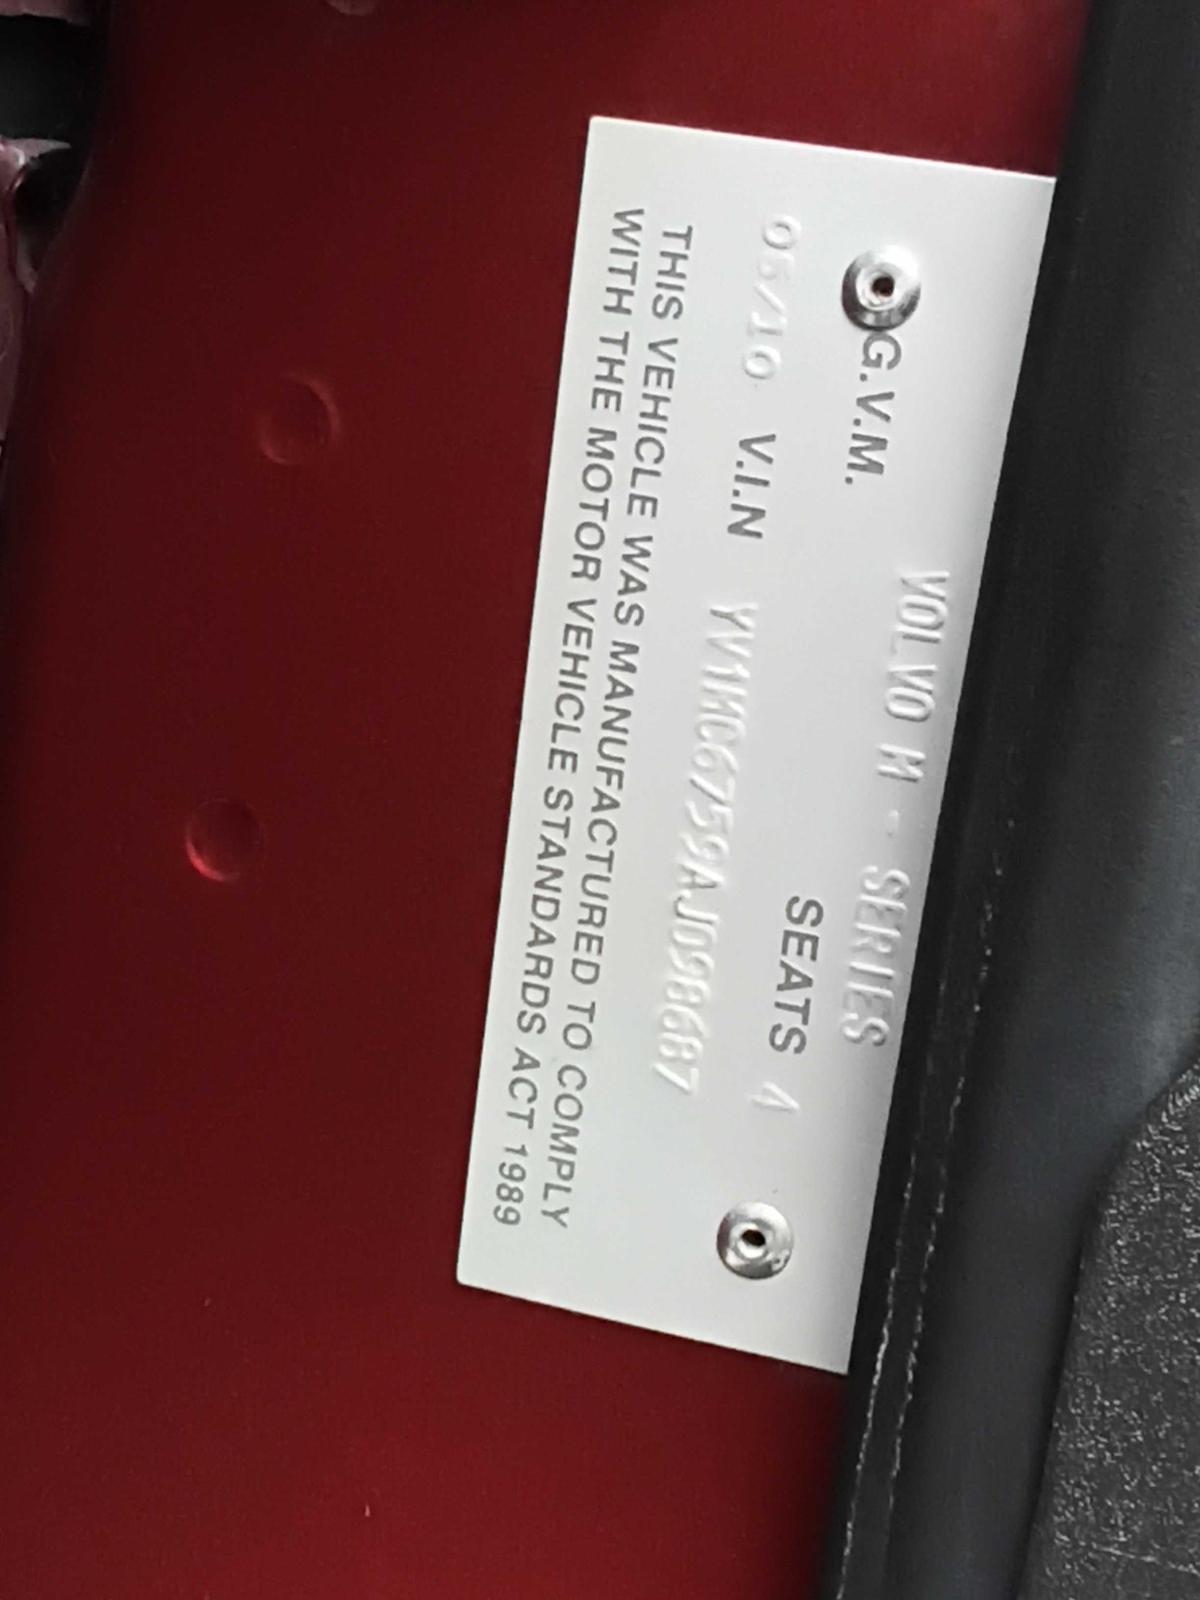 VOLVO M - SERIES
G.V.M. SEATS 4
05/10 V.I.N YV1MC6759AJ098687
THIS VEHICLE WAS MANUFACTURED TO COMPLY
WITH THE MOTOR VEHICLE STANDARDS ACT 1989